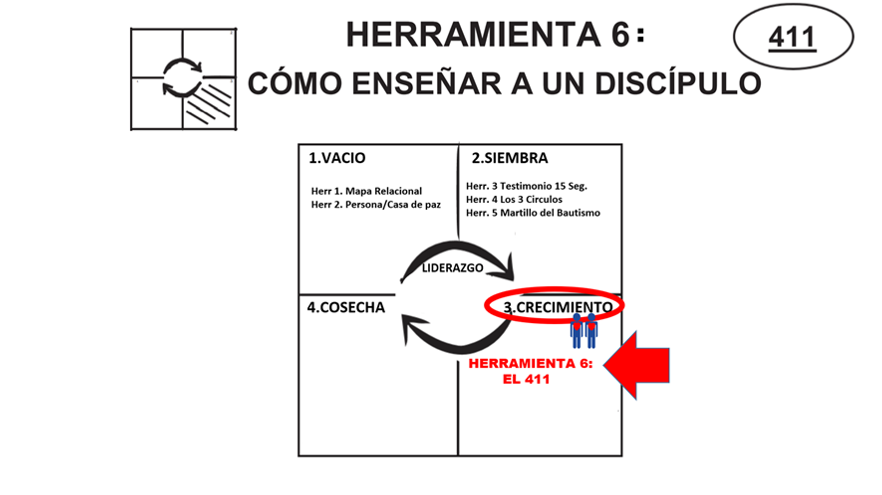 HERRAMIENTA 6:
411
CÓMO ENSEÑAR A UN DISCÍPULO
1.VACIO
Herr 1. Mapa Relacional
Herr 2. Persona/Casa de paz
2.SIEMBRA
Herr. 3 Testimonio 15 Seg.
Herr. 4 Los 3 Circulos
Herr. 5 Martillo del Bautismo
LIDERAZGO
4.COSECHA
3.CRECIMIENTO
HERRAMIENTA 6:
EL 411